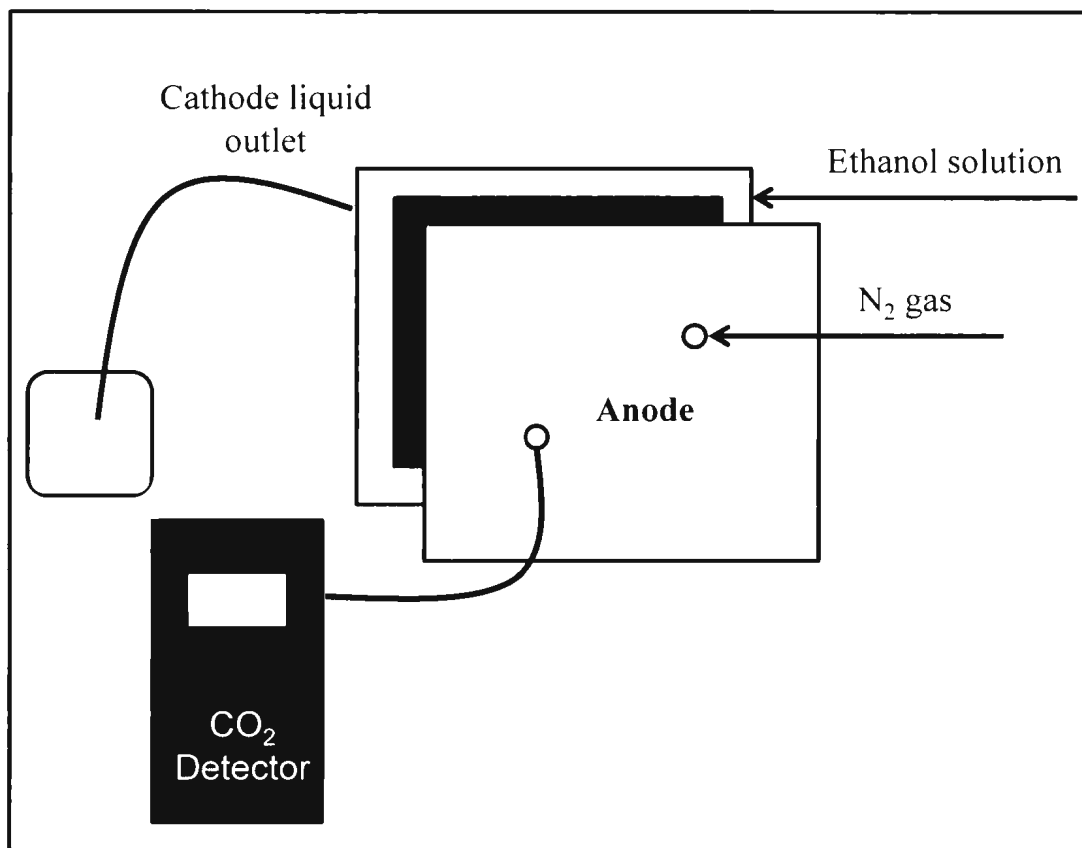 Cathode liquid
outlet
Ethanol solution
N₂ gas
Anode
CO₂
Detector